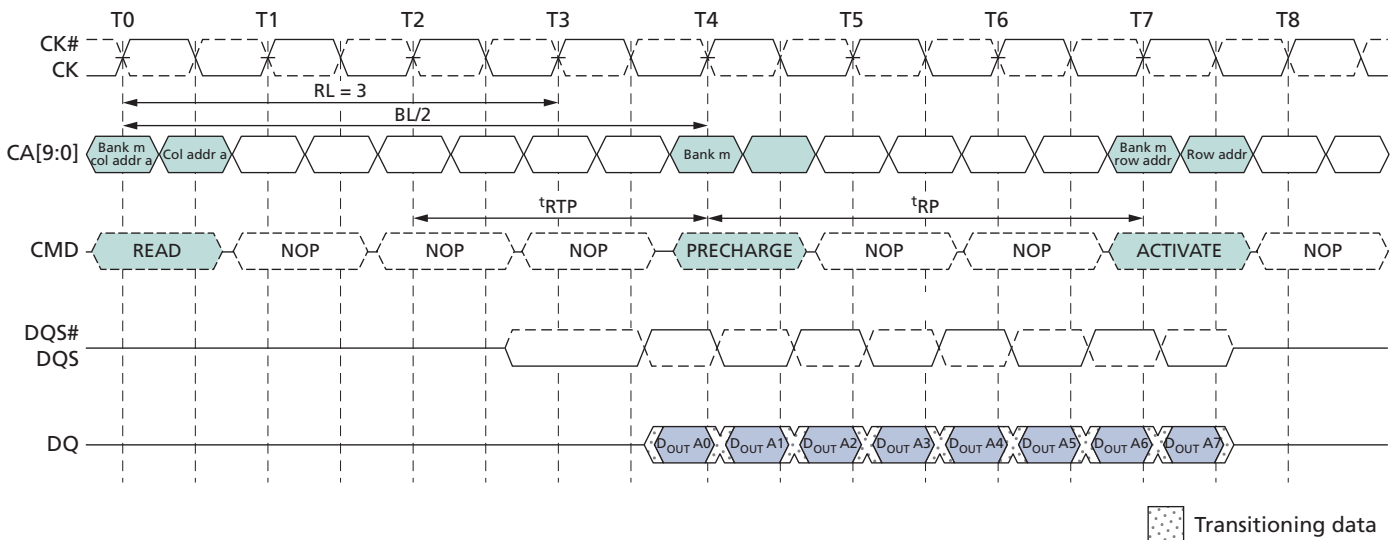 T0 T1 T2 T3 T4 T5 T6 T7 T8
CK#
CK
RL = 3
BL/2
CA[9:0] Bank m col addr a Col addr a Bank m Bank m row addr Row addr
tRTP tRP
CMD READ NOP NOP NOP PRECHARGE NOP NOP ACTIVATE NOP
DQS#
DQS
DQ DOUT A0 DOUT A1 DOUT A2 DOUT A3 DOUT A4 DOUT A5 DOUT A6 DOUT A7
Transitioning data